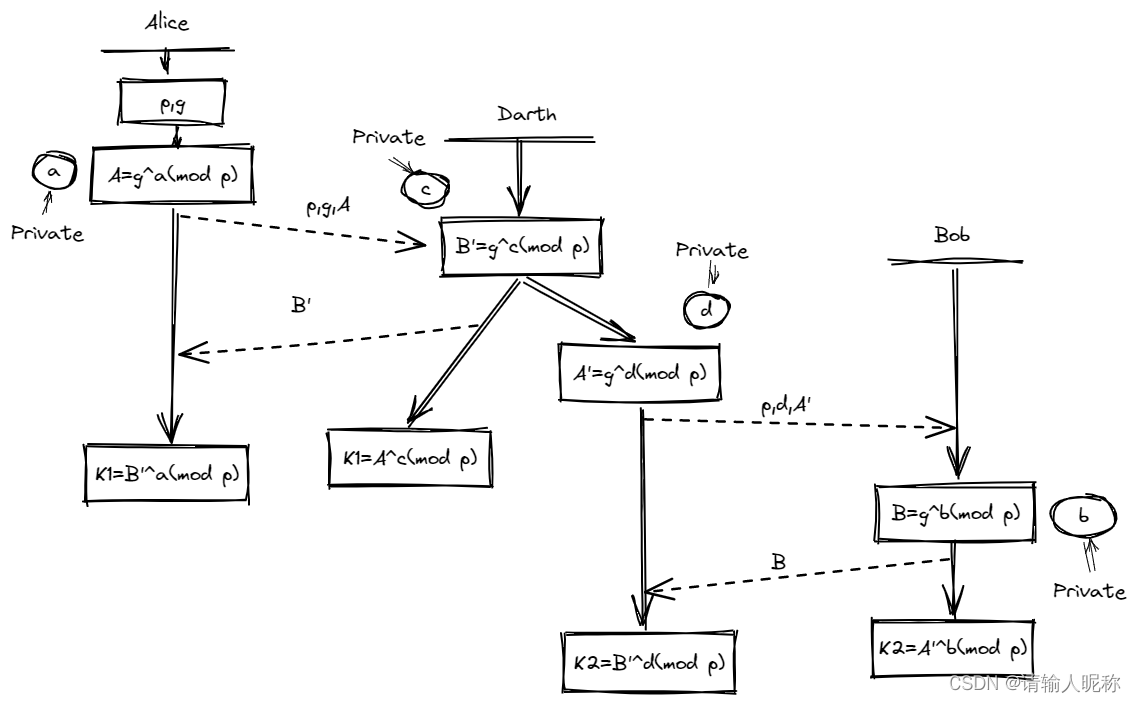 Alice
p,g
A=g^a(mod p)
a
Private
p,g,A
Private
c
Darth
B'=g^c(mod p)
B'
Private
d
A'=g^d(mod p)
Bob
p,d,A'
K1=B'^a(mod p)
K1=A^c(mod p)
B=g^b(mod p)
b
Private
B
K2=B'^d(mod p)
K2=A'^b(mod p)
CSDN @请输入昵称